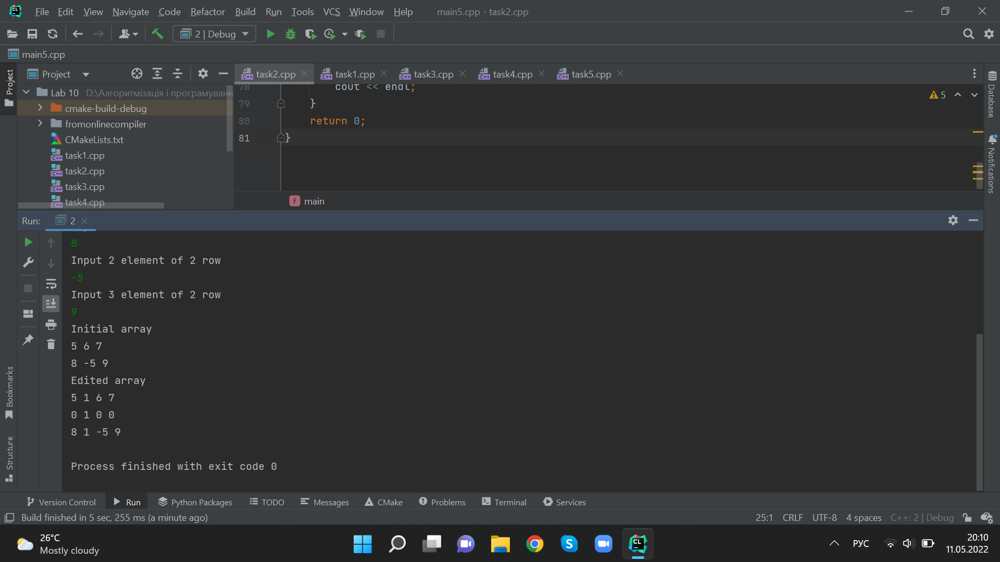 File Edit View Navigate Code Refactor Build Run Tools VCS Window Help main5.cpp - task2.cpp
2 | Debug
main5.cpp
Project
Project
task2.cpp task1.cpp task3.cpp task4.cpp task5.cpp
Lab 10 D:\Алгоритмізація і програмуванн
cmake-build-debug
fromonlinecompiler
CMakeLists.txt
task1.cpp
task2.cpp
task3.cpp
task4.cpp
78 cout << endl;
79 }
80 return 0;
81 }
5
main
Database
Notifications
Run: 2
8
Input 2 element of 2 row
-5
Input 3 element of 2 row
9
Initial array
5 6 7
8 -5 9
Edited array
5 1 6 7
0 1 0 0
8 1 -5 9
Process finished with exit code 0
Bookmarks
Structure
Version Control Run Python Packages TODO Messages CMake Problems Terminal Services
Build finished in 5 sec, 255 ms (a minute ago) 25:1 CRLF UTF-8 4 spaces C++: 2 | Debug
26°C
Mostly cloudy
РУС
20:10
11.05.2022